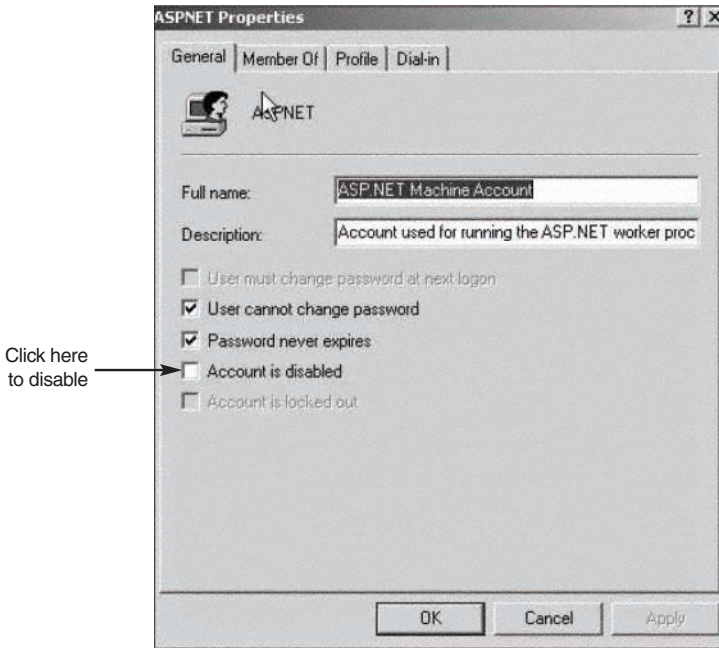 ASPNET Properties
General Member Of Profile Dial-in
ASPNET
Full name: ASP.NET Machine Account
Description: Account used for running the ASP.NET worker proc
User must change password at next logon
User cannot change password
Password never expires
Click here
to disable
Account is disabled
Account is locked out
OK Cancel Apply